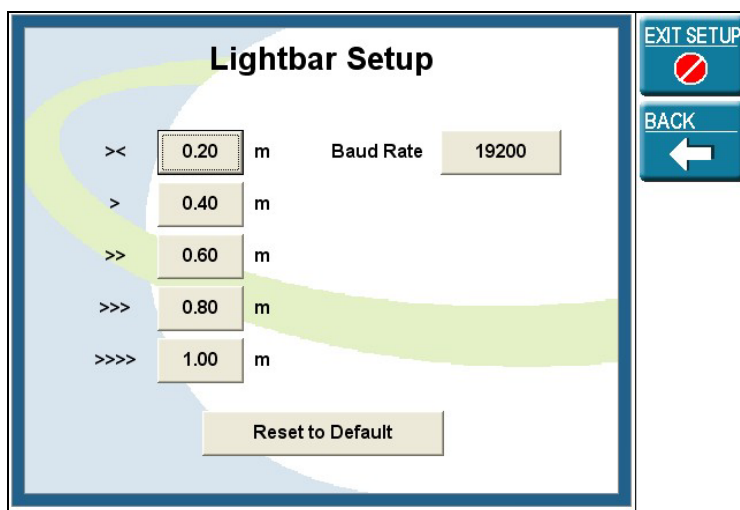 Lightbar Setup
>< 0.20 m Baud Rate 19200
> 0.40 m
>> 0.60 m
>>> 0.80 m
>>>> 1.00 m
Reset to Default
EXIT SETUP
BACK